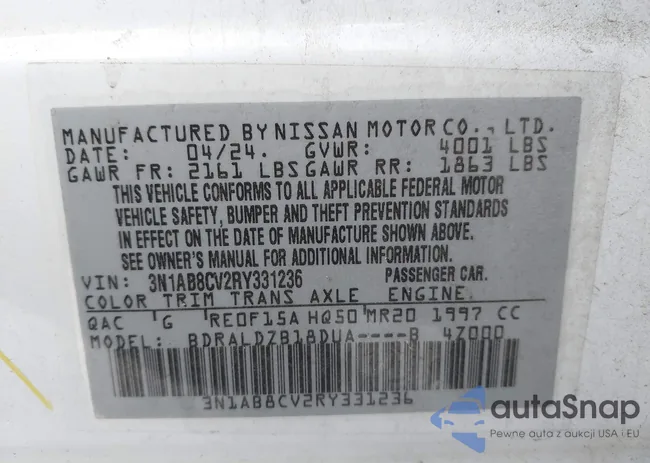 MANUFACTURED BY NISSAN MOTOR CO., LTD.
DATE: 04/24. GVWR: 4001 LBS
GAWR FR: 2161 LBS GAWR RR: 1863 LBS
THIS VEHICLE CONFORMS TO ALL APPLICABLE FEDERAL MOTOR
VEHICLE SAFETY, BUMPER AND THEFT PREVENTION STANDARDS
IN EFFECT ON THE DATE OF MANUFACTURE SHOWN ABOVE.
SEE OWNER'S MANUAL FOR ADDITIONAL INFORMATION
VIN: 3N1AB8CV2RY331236 PASSENGER CAR.
COLOR TRIM TRANS AXLE ENGINE.
QAC G RE0F15A HQ50 MR20 1997 CC
MODEL: BDRALDZB18DUA----B 4Z000
3N1AB8CV2RY331236
autoSnap
Pewne auta z aukcji USA i EU